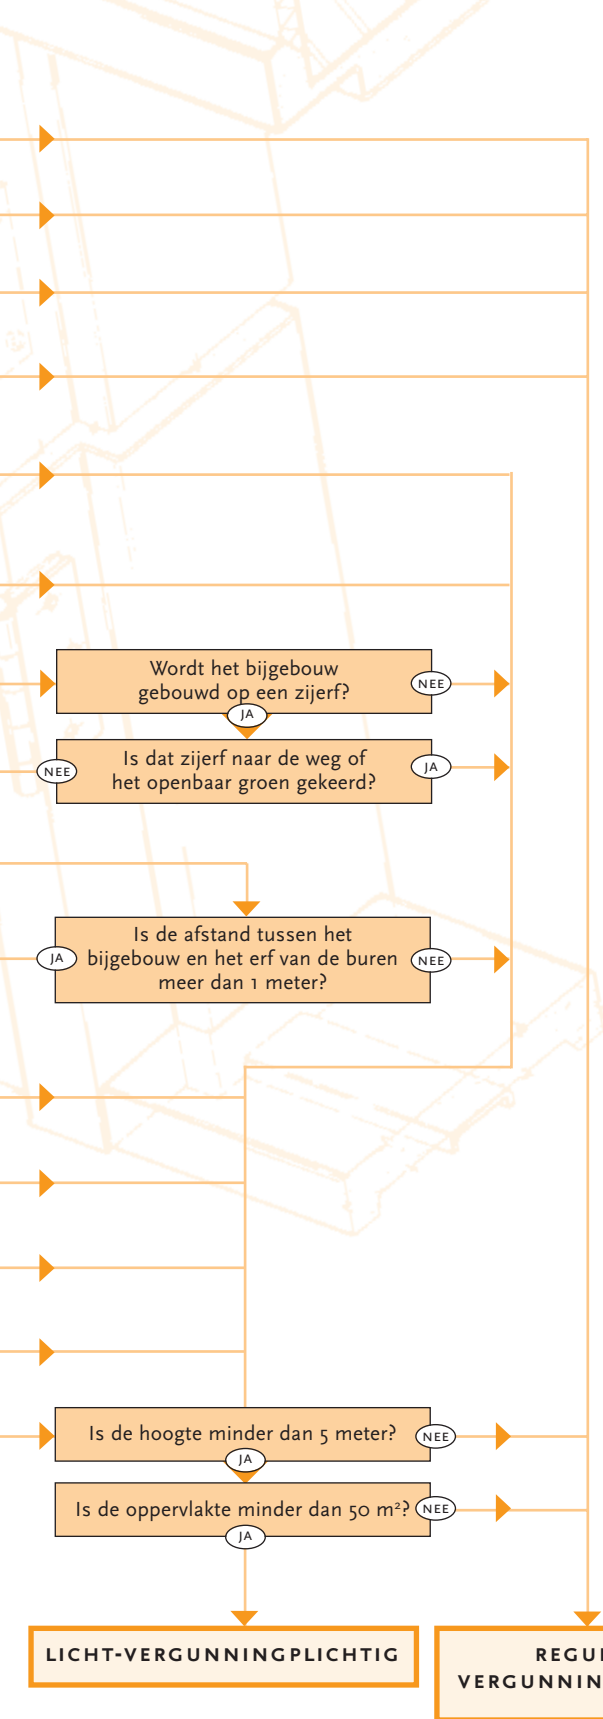 Wordt het bijgebouw
gebouwd op een zijerf?
NEE
JA
NEE
Is dat zijerf naar de weg of
het openbaar groen gekeerd?
JA
JA
Is de afstand tussen het
bijgebouw en het erf van de buren
meer dan 1 meter?
NEE
Is de hoogte minder dan 5 meter?
NEE
JA
Is de oppervlakte minder dan 50 m²?
NEE
JA
LICHT-VERGUNNINGPLICHTIG
REGU
VERGUNNIN